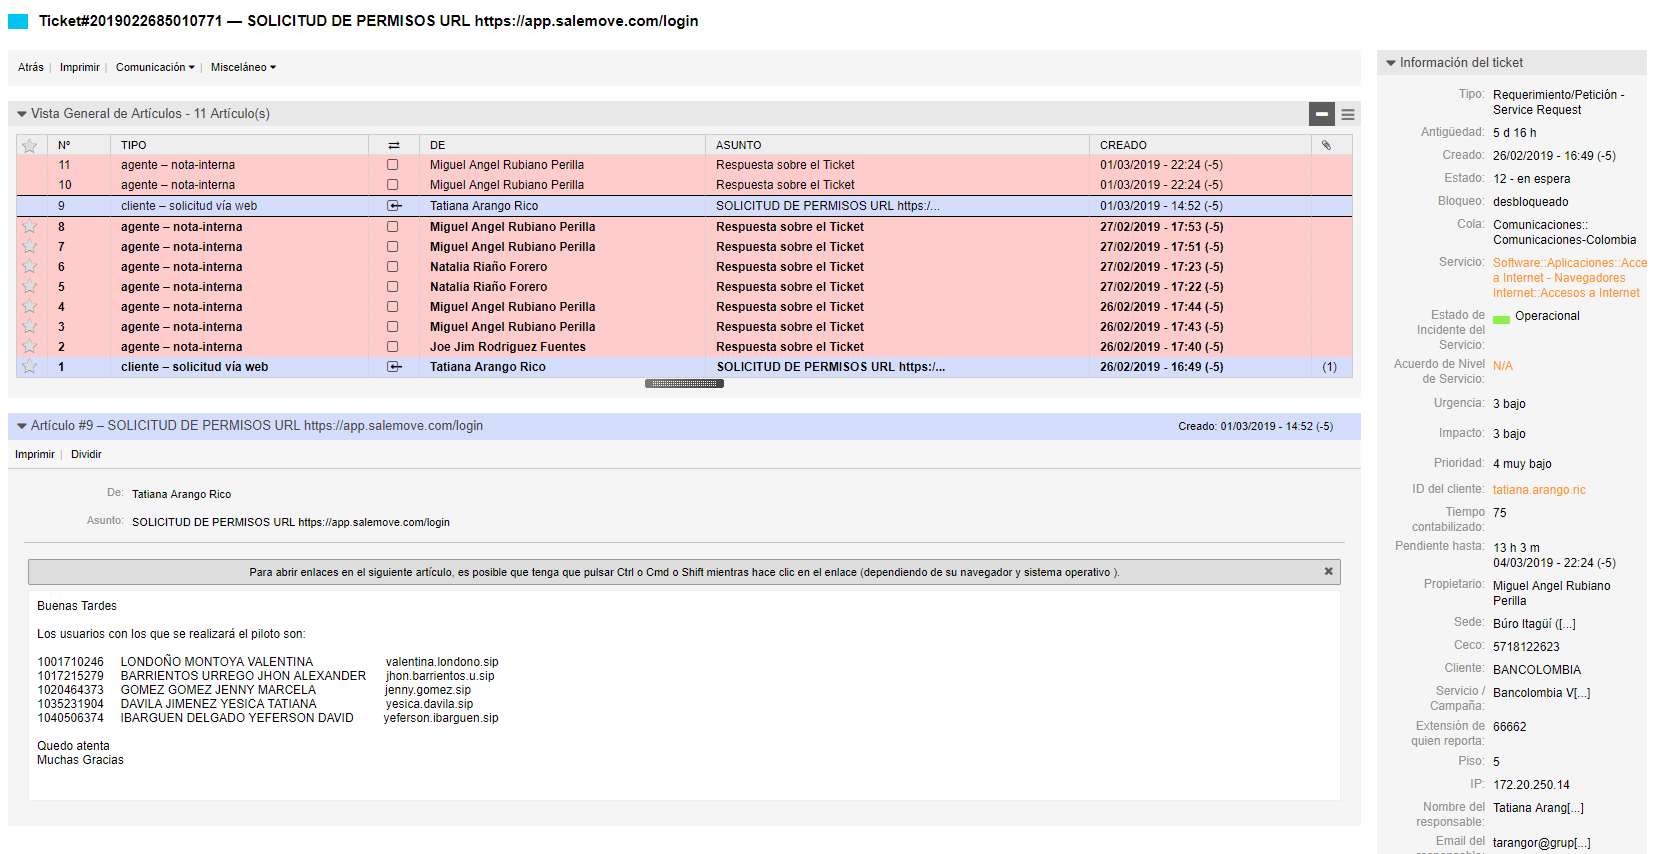 Ticket#2019022685010771 — SOLICITUD DE PERMISOS URL https://app.salemove.com/login
Atrás | Imprimir | Comunicación | Misceláneo
Vista General de Artículos - 11 Artículo(s)
Nº TIPO DE ASUNTO CREADO
11 agente – nota-interna Miguel Angel Rubiano Perilla Respuesta sobre el Ticket 01/03/2019 - 22:24 (-5)
10 agente – nota-interna Miguel Angel Rubiano Perilla Respuesta sobre el Ticket 01/03/2019 - 22:24 (-5)
9 cliente – solicitud vía web Tatiana Arango Rico SOLICITUD DE PERMISOS URL https:/... 01/03/2019 - 14:52 (-5)
8 agente – nota-interna Miguel Angel Rubiano Perilla Respuesta sobre el Ticket 27/02/2019 - 17:53 (-5)
7 agente – nota-interna Miguel Angel Rubiano Perilla Respuesta sobre el Ticket 27/02/2019 - 17:51 (-5)
6 agente – nota-interna Natalia Riaño Forero Respuesta sobre el Ticket 27/02/2019 - 17:23 (-5)
5 agente – nota-interna Natalia Riaño Forero Respuesta sobre el Ticket 27/02/2019 - 17:22 (-5)
4 agente – nota-interna Miguel Angel Rubiano Perilla Respuesta sobre el Ticket 26/02/2019 - 17:44 (-5)
3 agente – nota-interna Miguel Angel Rubiano Perilla Respuesta sobre el Ticket 26/02/2019 - 17:43 (-5)
2 agente – nota-interna Joe Jim Rodriguez Fuentes Respuesta sobre el Ticket 26/02/2019 - 17:40 (-5)
1 cliente – solicitud vía web Tatiana Arango Rico SOLICITUD DE PERMISOS URL https:/... 26/02/2019 - 16:49 (-5) (1)
Artículo #9 – SOLICITUD DE PERMISOS URL https://app.salemove.com/login Creado: 01/03/2019 - 14:52 (-5)
Imprimir | Dividir
De: Tatiana Arango Rico
Asunto: SOLICITUD DE PERMISOS URL https://app.salemove.com/login
Para abrir enlaces en el siguiente artículo, es posible que tenga que pulsar Ctrl o Cmd o Shift mientras hace clic en el enlace (dependiendo de su navegador y sistema operativo ).
Buenas Tardes
Los usuarios con los que se realizará el piloto son:
1001710246 LONDOÑO MONTOYA VALENTINA valentina.londono.sip
1017215279 BARRIENTOS URREGO JHON ALEXANDER jhon.barrientos.u.sip
1020464373 GOMEZ GOMEZ JENNY MARCELA jenny.gomez.sip
1035231904 DAVILA JIMENEZ YESICA TATIANA yesica.davila.sip
1040506374 IBARGUEN DELGADO YEFERSON DAVID yeferson.ibarguen.sip
Quedo atenta
Muchas Gracias
Información del ticket
Tipo: Requerimiento/Petición -
Service Request
Antigüedad: 5 d 16 h
Creado: 26/02/2019 - 16:49 (-5)
Estado: 12 - en espera
Bloqueo: desbloqueado
Cola: Comunicaciones::
Comunicaciones-Colombia
Servicio: Software::Aplicaciones::Acce
a Internet - Navegadores
Internet::Accesos a Internet
Estado de Operacional
Incidente del
Servicio:
Acuerdo de Nivel N/A
de Servicio:
Urgencia: 3 bajo
Impacto: 3 bajo
Prioridad: 4 muy bajo
ID del cliente: tatiana.arango.ric
Tiempo 75
contabilizado:
Pendiente hasta: 13 h 3 m
04/03/2019 - 22:24 (-5)
Propietario: Miguel Angel Rubiano
Perilla
Sede: Búro Itagüí ([...]
Ceco: 5718122623
Cliente: BANCOLOMBIA
Servicio / Bancolombia V[...]
Campaña:
Extensión de 66662
quien reporta:
Piso: 5
IP: 172.20.250.14
Nombre del Tatiana Arang[...]
responsable:
Email del tarangor@grup[...]